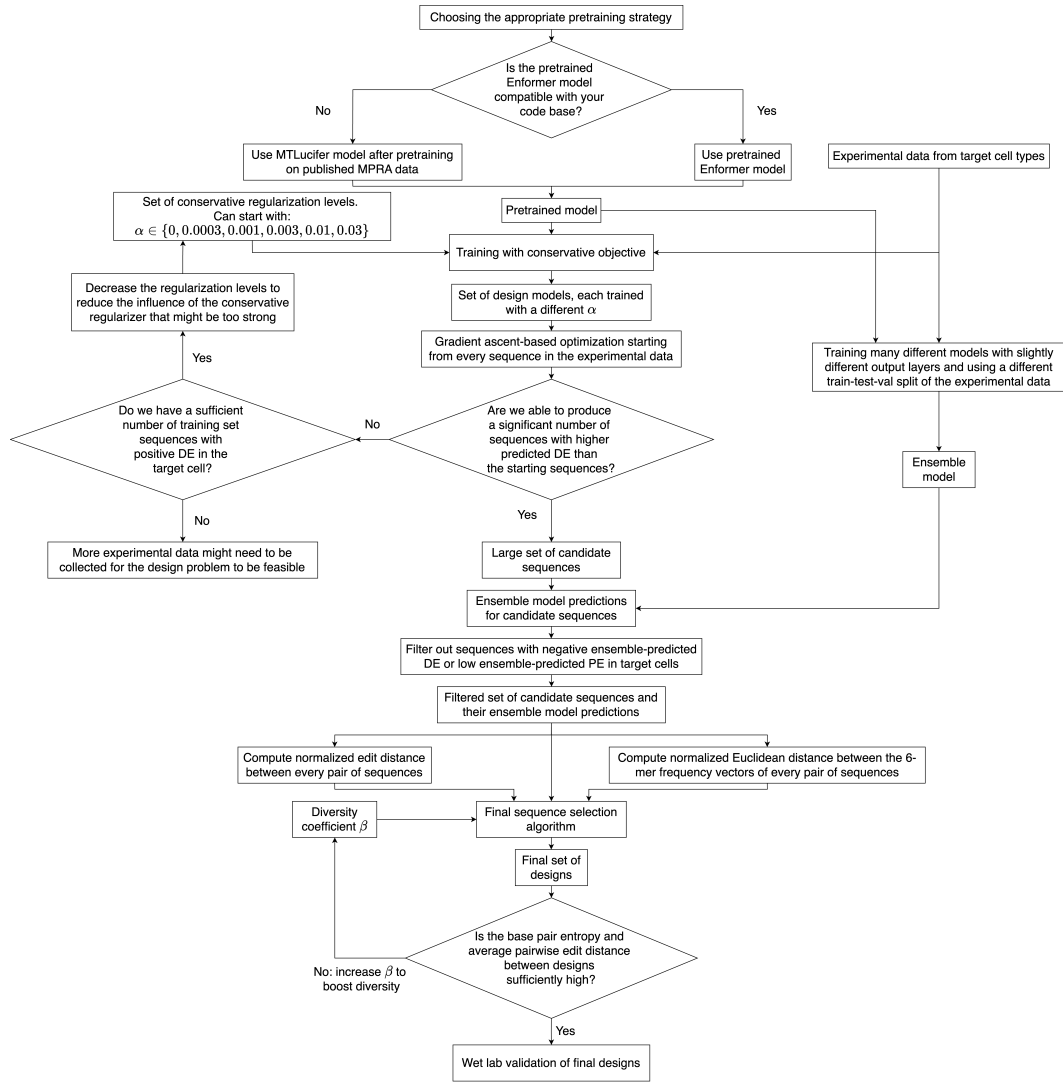 Choosing the appropriate pretraining strategy
Is the pretrained
Enformer model
compatible with your
code base?
No
Yes
Use MTLucifer model after pretraining
on published MPRA data
Use pretrained
Enformer model
Experimental data from target cell types
Set of conservative regularization levels.
Can start with:
α ∈ {0, 0.0003, 0.001, 0.003, 0.01, 0.03}
Pretrained model
Training with conservative objective
Decrease the regularization levels to
reduce the influence of the conservative
regularizer that might be too strong
Set of design models, each trained
with a different α
Gradient ascent-based optimization starting
from every sequence in the experimental data
Training many different models with slightly
different output layers and using a different
train-test-val split of the experimental data
Yes
Do we have a sufficient
number of training set
sequences with
positive DE in the
target cell?
No
Are we able to produce
a significant number of
sequences with higher
predicted DE than
the starting sequences?
Ensemble
model
No
Yes
More experimental data might need to be
collected for the design problem to be feasible
Large set of candidate
sequences
Ensemble model predictions
for candidate sequences
Filter out sequences with negative ensemble-predicted
DE or low ensemble-predicted PE in target cells
Filtered set of candidate sequences and
their ensemble model predictions
Compute normalized edit distance
between every pair of sequences
Compute normalized Euclidean distance between the 6-
mer frequency vectors of every pair of sequences
Diversity
coefficient β
Final sequence selection
algorithm
Final set of
designs
Is the base pair entropy and
average pairwise edit distance
between designs
sufficiently high?
No: increase β to
boost diversity
Yes
Wet lab validation of final designs